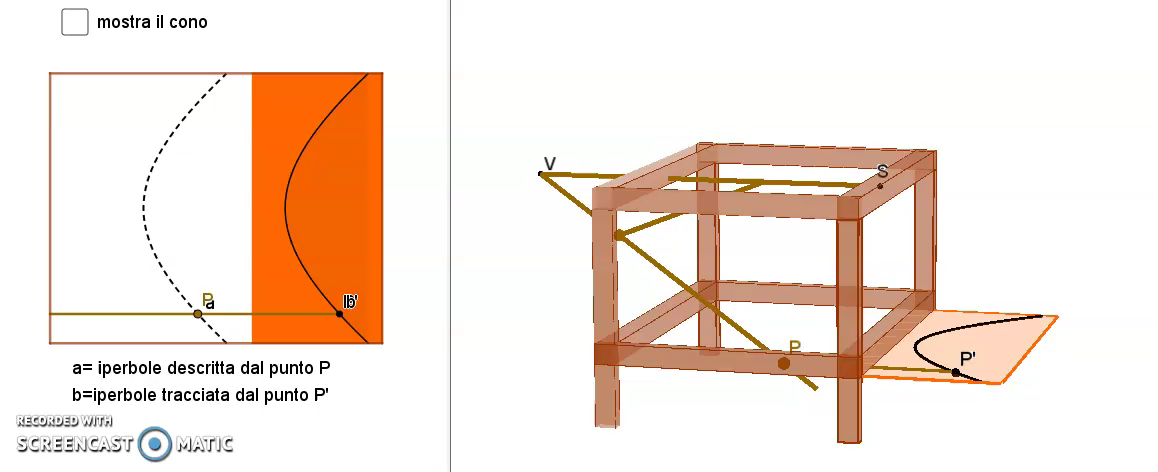 mostra il cono
V
S
P
a
P
P'
a= iperbole descritta dal punto P
b=iperbole tracciata dal punto P'
RECORDED WITH
SCREENCAST MATIC